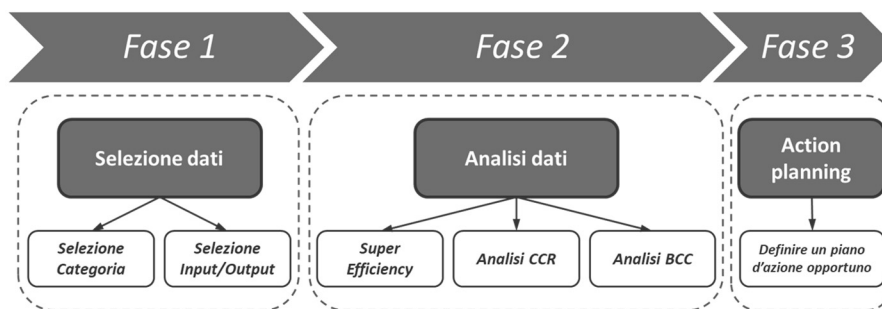 Fase 1
Fase 2
Fase 3
Selezione dati
Analisi dati
Action
planning
Selezione
Categoria
Selezione
Input/Output
Super
Efficiency
Analisi CCR
Analisi BCC
Definire un piano
d'azione opportuno